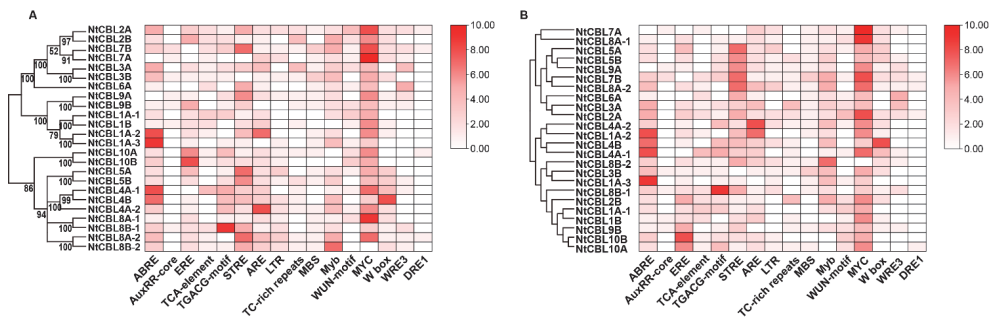 A
NtCBL2A
NtCBL2B
NtCBL7B
NtCBL7A
NtCBL3A
NtCBL3B
NtCBL6A
NtCBL9A
NtCBL9B
NtCBL1A-1
NtCBL1B
NtCBL1A-2
NtCBL1A-3
NtCBL10A
NtCBL10B
NtCBL5A
NtCBL5B
NtCBL4A-1
NtCBL4B
NtCBL4A-2
NtCBL8A-1
NtCBL8B-1
NtCBL8A-2
NtCBL8B-2
97
52
91
100
100
100
100
100
79
100
100
86
100
99
100
94
100
100
ABRE
AuxRR-core
ERE
TCA-element
TGACG-motif
STRE
ARE
LTR
TC-rich repeats
MBS
Myb
WUN-motif
MYC
W box
WRE3
DRE1
10.00
8.00
6.00
4.00
2.00
0.00
B
NtCBL7A
NtCBL8A-1
NtCBL5A
NtCBL5B
NtCBL9A
NtCBL7B
NtCBL8A-2
NtCBL6A
NtCBL3A
NtCBL2A
NtCBL4A-2
NtCBL1A-2
NtCBL4B
NtCBL4A-1
NtCBL8B-2
NtCBL3B
NtCBL1A-3
NtCBL8B-1
NtCBL2B
NtCBL1A-1
NtCBL1B
NtCBL9B
NtCBL10B
NtCBL10A
ABRE
AuxRR-core
ERE
TCA-element
TGACG-motif
STRE
ARE
LTR
TC-rich repeats
MBS
Myb
WUN-motif
MYC
W box
WRE3
DRE1
10.00
8.00
6.00
4.00
2.00
0.00